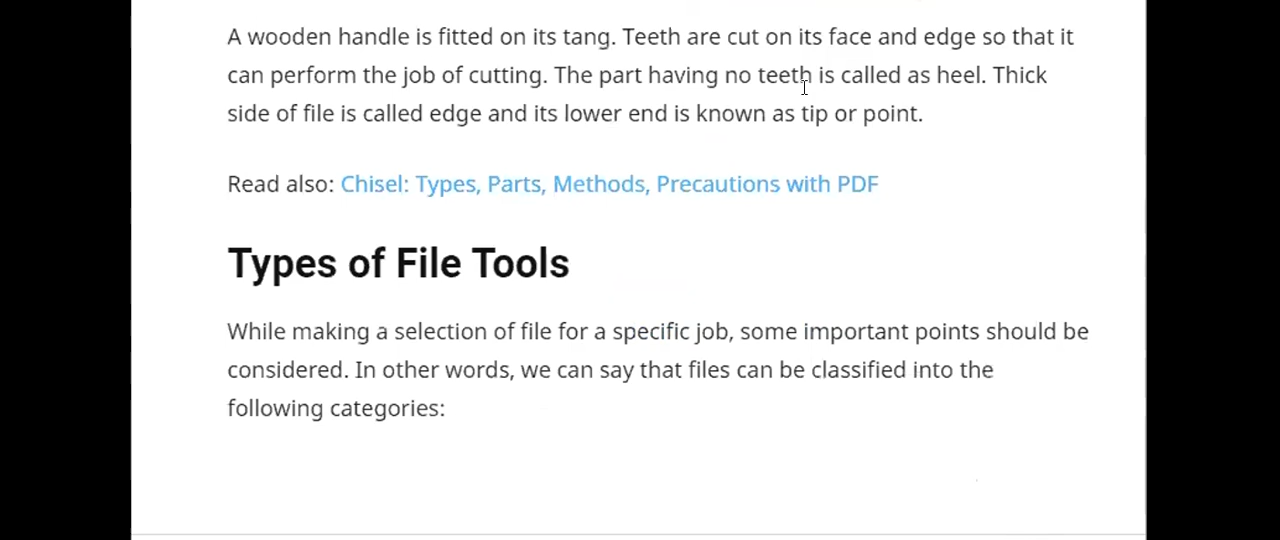 A wooden handle is fitted on its tang. Teeth are cut on its face and edge so that it
can perform the job of cutting. The part having no teeth is called as heel. Thick
side of file is called edge and its lower end is known as tip or point.
Read also: Chisel: Types, Parts, Methods, Precautions with PDF
Types of File Tools
While making a selection of file for a specific job, some important points should be
considered. In other words, we can say that files can be classified into the
following categories: